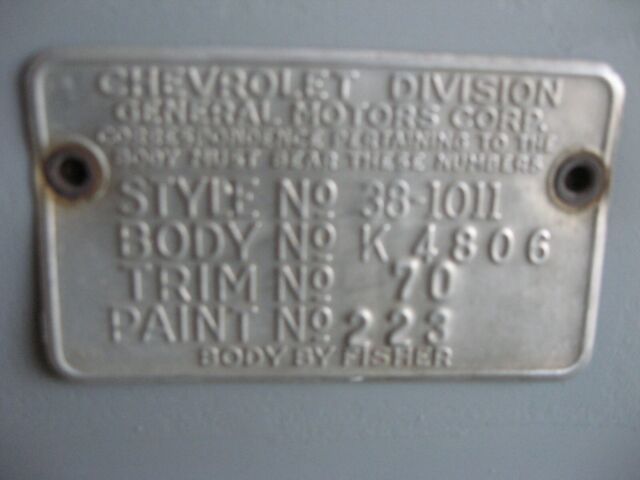 CHEVROLET DIVISION
GENERAL MOTORS CORP.
CORRESPONDENCE PERTAINING TO THE
BODY MUST BEAR THESE NUMBERS
STYLE No 38-1011
BODY No K 4806
TRIM No 70
PAINT No 223
BODY BY FISHER